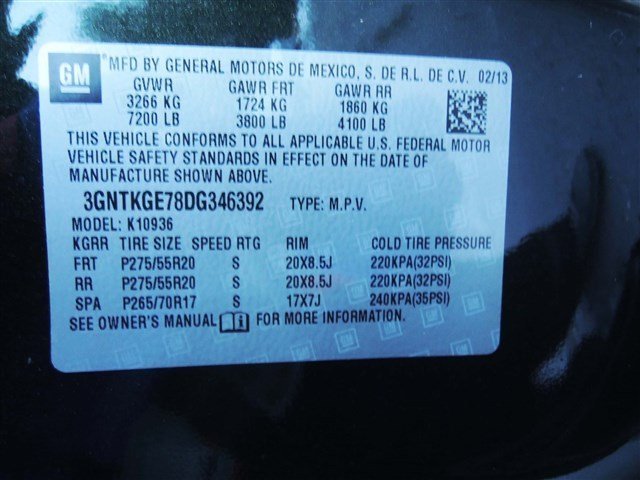 GM MFD BY GENERAL MOTORS DE MEXICO, S. DE R.L. DE C.V. 02/13
GVWR GAWR FRT GAWR RR
3266 KG 1724 KG 1860 KG
7200 LB 3800 LB 4100 LB
THIS VEHICLE CONFORMS TO ALL APPLICABLE U.S. FEDERAL MOTOR
VEHICLE SAFETY STANDARDS IN EFFECT ON THE DATE OF
MANUFACTURE SHOWN ABOVE.
3GNTKGE78DG346392 TYPE: M.P.V.
MODEL: K10936
KGRR TIRE SIZE SPEED RTG RIM COLD TIRE PRESSURE
FRT P275/55R20 S 20X8.5J 220KPA(32PSI)
RR P275/55R20 S 20X8.5J 220KPA(32PSI)
SPA P265/70R17 S 17X7J 240KPA(35PSI)
SEE OWNER'S MANUAL FOR MORE INFORMATION.